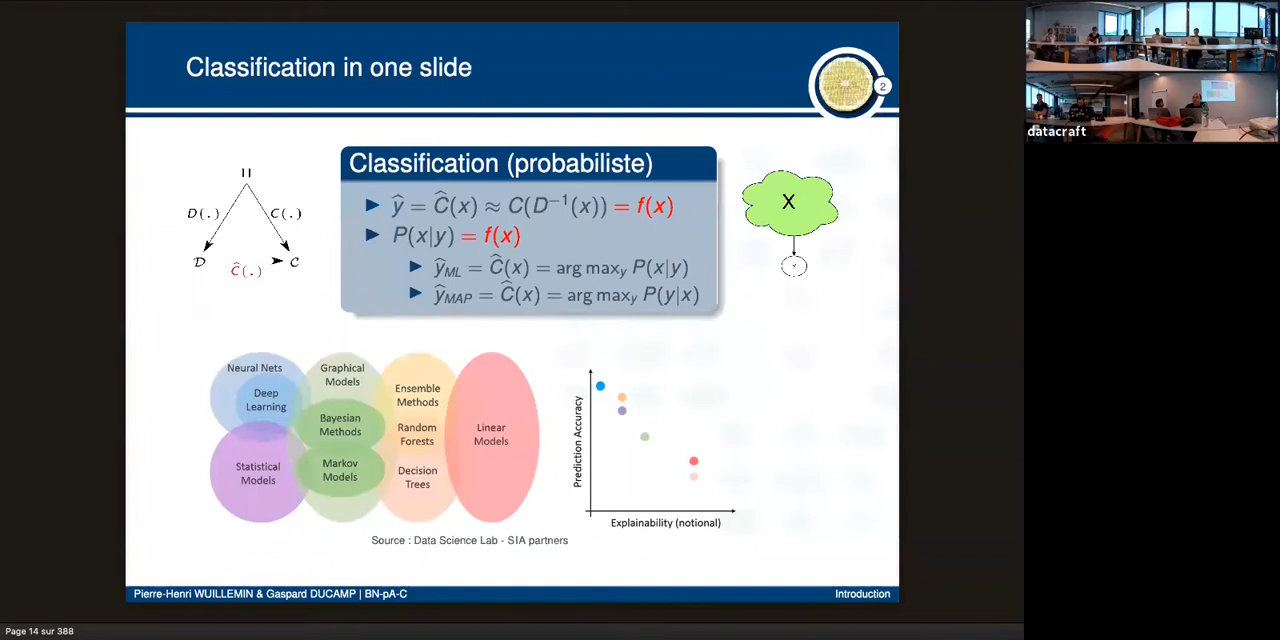 Classification in one slide
2
Π
D(.)
C(.)
𝒟
Ĉ(.)
C
Classification (probabiliste)
ŷ = Ĉ(x) ≈ C(D⁻¹(x)) = f(x)
P(x|y) = f(x)
ŷ_ML = Ĉ(x) = arg max_y P(x|y)
ŷ_MAP = Ĉ(x) = arg max_y P(y|x)
X
Neural Nets
Deep
Learning
Statistical
Models
Graphical
Models
Bayesian
Methods
Markov
Models
Ensemble
Methods
Random
Forests
Decision
Trees
Linear
Models
Prediction Accuracy
Explainability (notional)
Source : Data Science Lab - SIA partners
Pierre-Henri WUILLEMIN & Gaspard DUCAMP | BN-pA-C
Introduction
Page 14 sur 388
datacraft